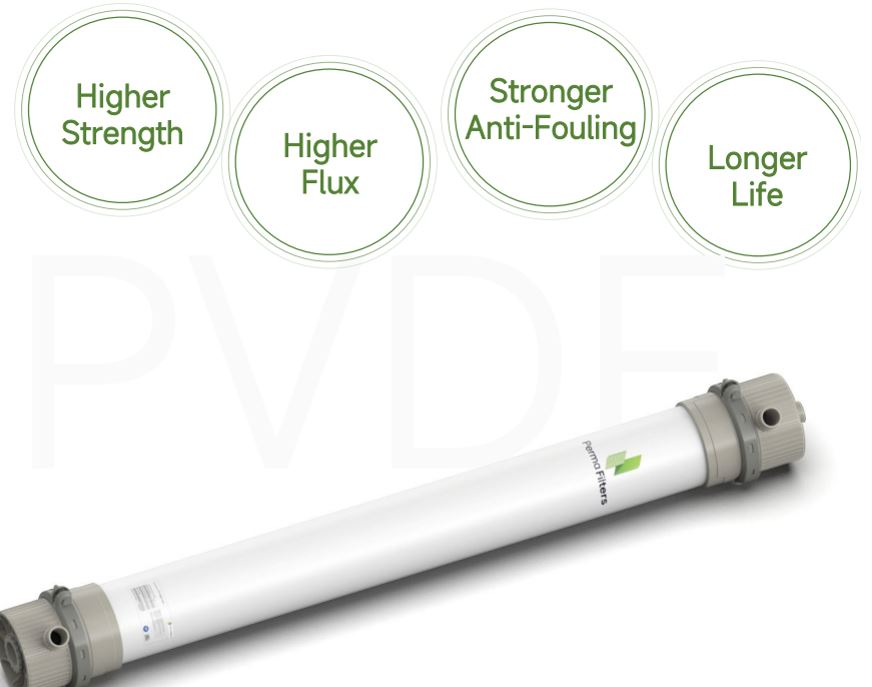 Higher
Strength
Higher
Flux
Stronger
Anti-Fouling
Longer
Life
PVDF
Perma Filters